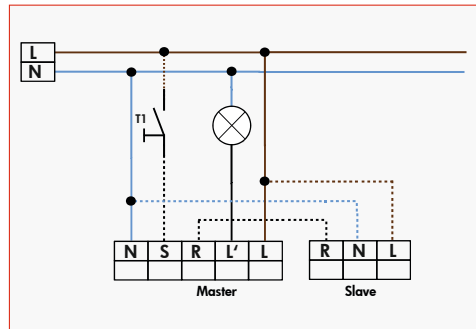 L
N
T1
N S R L' L
R N L
Master
Slave